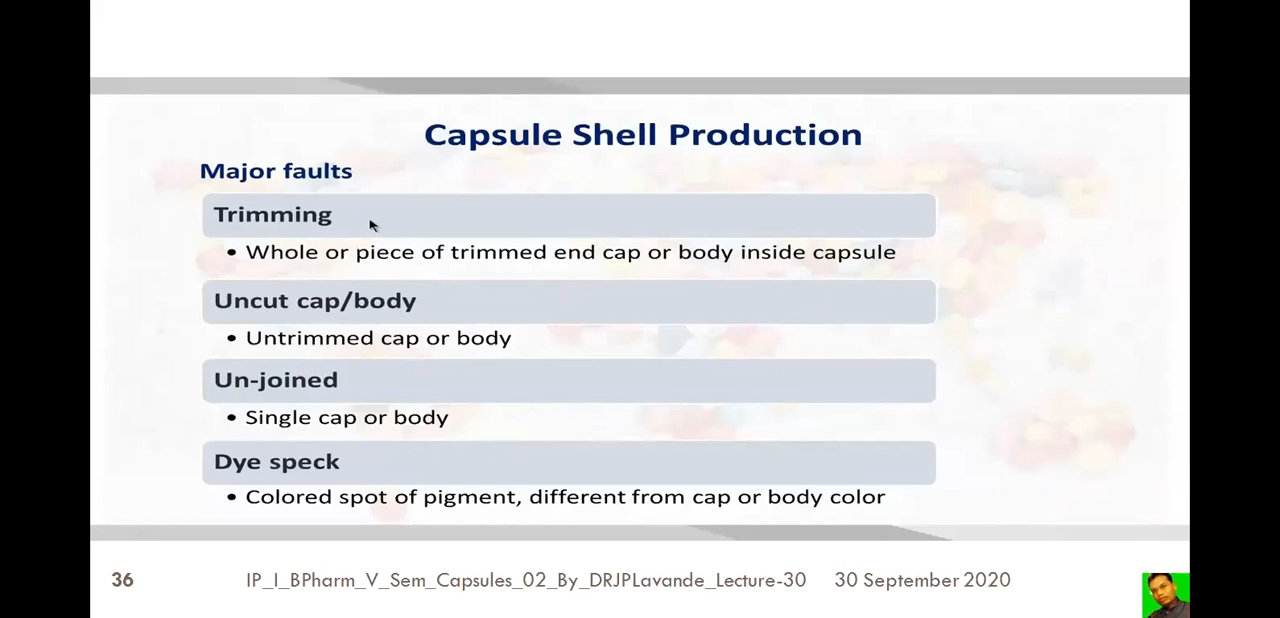 Capsule Shell Production
Major faults
Trimming
• Whole or piece of trimmed end cap or body inside capsule
Uncut cap/body
• Untrimmed cap or body
Un-joined
• Single cap or body
Dye speck
• Colored spot of pigment, different from cap or body color
36 IP_I_BPharm_V_Sem_Capsules_02_By_DRJPLavande_Lecture-30 30 September 2020